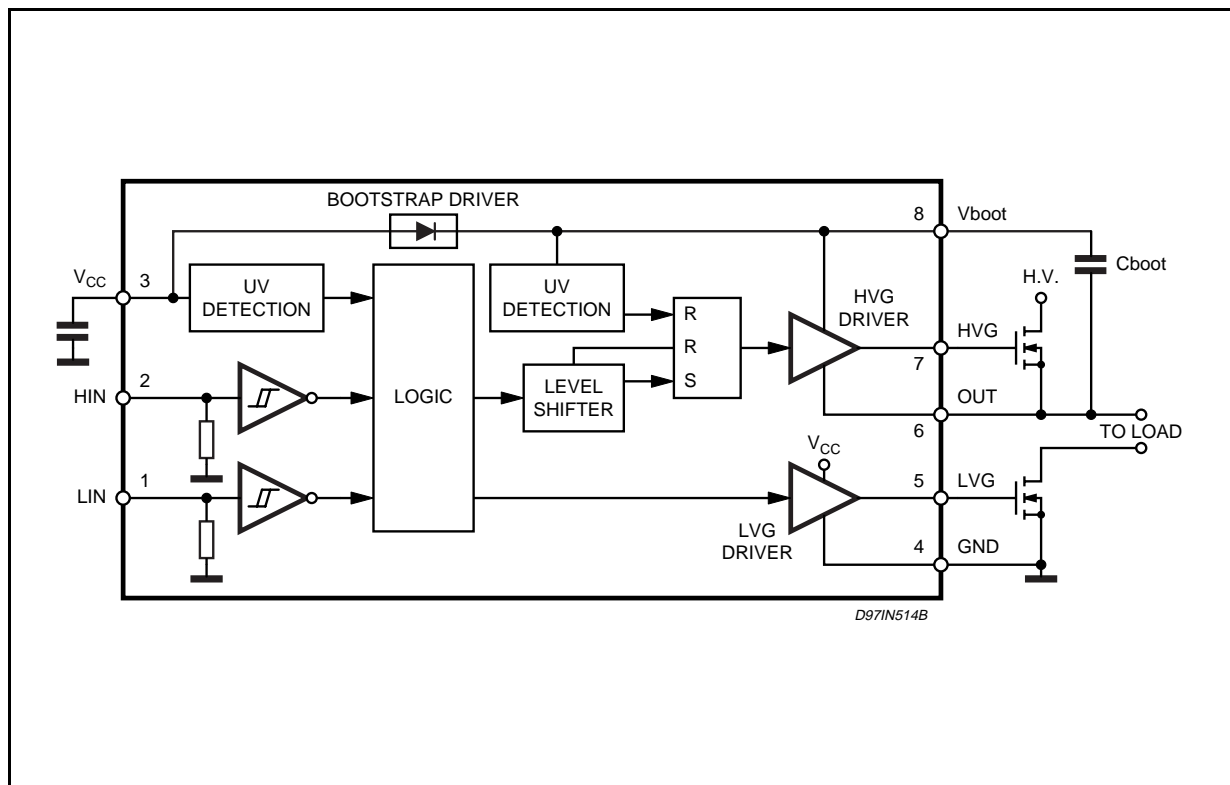 BOOTSTRAP DRIVER
8 Vboot
VCC 3
UV
DETECTION
UV
DETECTION
Cboot
H.V.
HVG
DRIVER
R
R
S
HVG
7
HIN 2
LOGIC
LEVEL
SHIFTER
OUT
6
TO LOAD
VCC
LIN 1
5 LVG
LVG
DRIVER
4 GND
D97IN514B